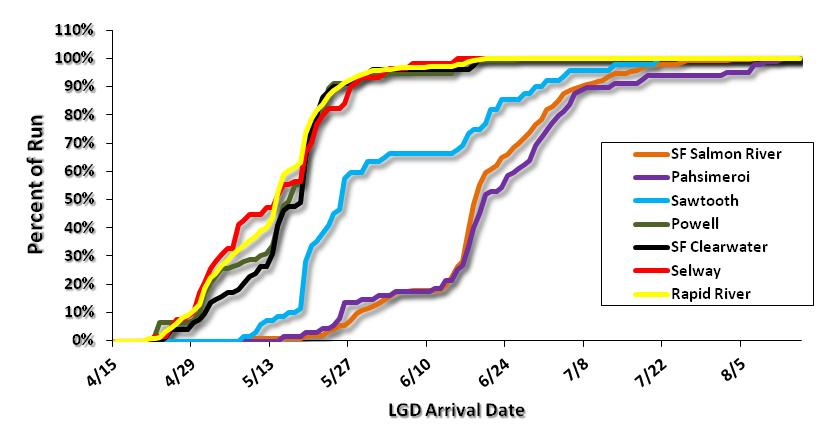 110%
100%
90%
80%
70%
60%
50%
40%
30%
20%
10%
0%
Percent of Run
4/15
4/29
5/13
5/27
6/10
6/24
7/8
7/22
8/5
LGD Arrival Date
SF Salmon River
Pahsimeroi
Sawtooth
Powell
SF Clearwater
Selway
Rapid River